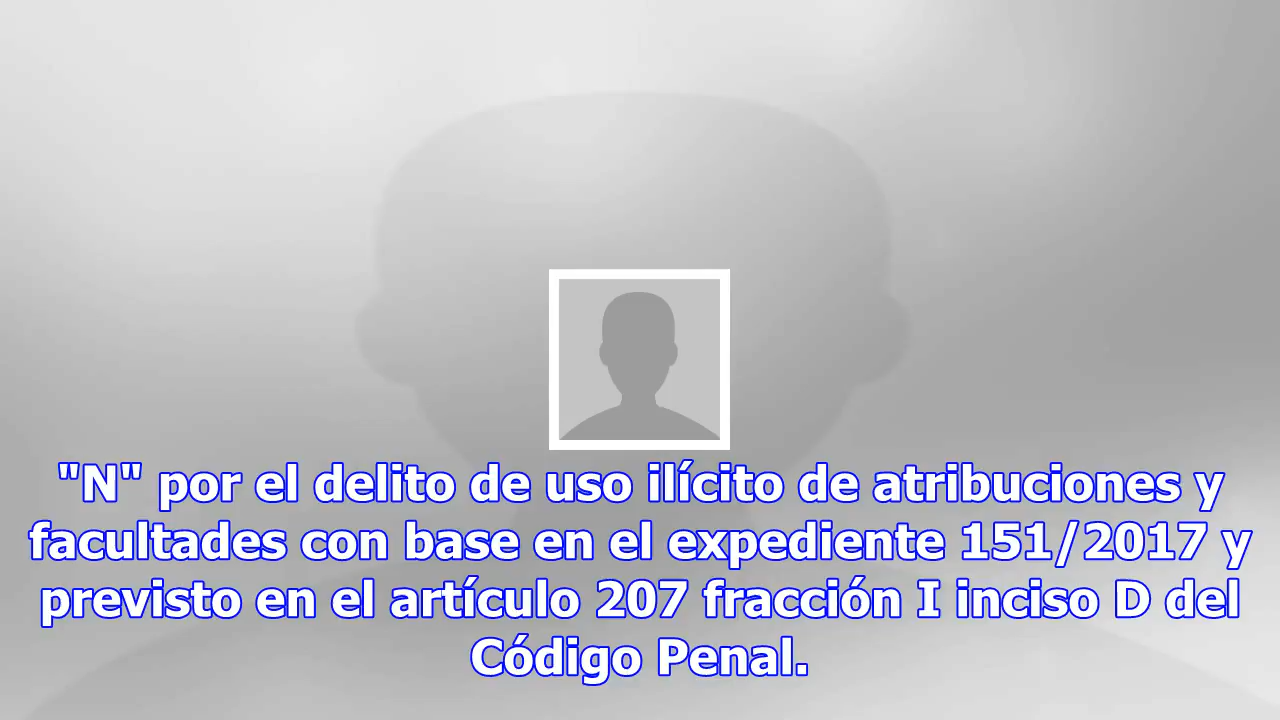 "N" por el delito de uso ilícito de atribuciones y
facultades con base en el expediente 151/2017 y
previsto en el artículo 207 fracción I inciso D del
Código Penal.